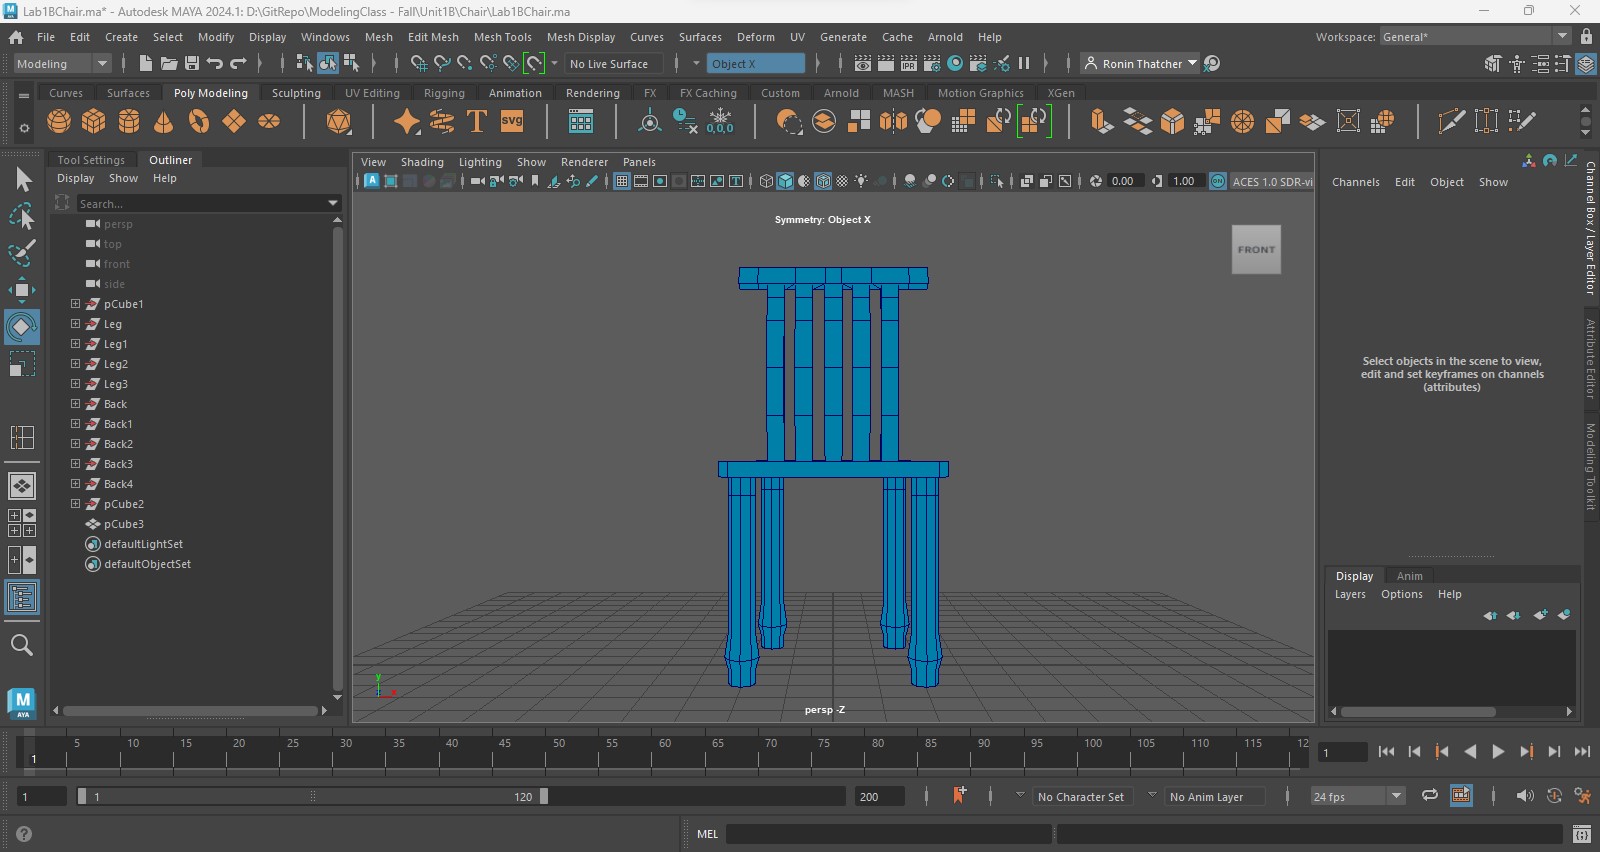 Lab1BChair.ma* - Autodesk MAYA 2024.1: D:\GitRepo\ModelingClass - Fall\Unit1B\Chair\Lab1BChair.ma
File Edit Create Select Modify Display Windows Mesh Edit Mesh Mesh Tools Mesh Display Curves Surfaces Deform UV Generate Cache Arnold Help Workspace: General*
Modeling No Live Surface Object X IPR Ronin Thatcher
Curves Surfaces Poly Modeling Sculpting UV Editing Rigging Animation Rendering FX FX Caching Custom Arnold MASH Motion Graphics XGen
T SVG 0,0,0
Tool Settings Outliner
Display Show Help
Search...
persp
top
front
side
pCube1
Leg
Leg1
Leg2
Leg3
Back
Back1
Back2
Back3
Back4
pCube2
pCube3
defaultLightSet
defaultObjectSet
M
AYA
View Shading Lighting Show Renderer Panels
A 0.00 1.00 ON ACES 1.0 SDR-vi
Symmetry: Object X
FRONT
y
x
persp -Z
Channels Edit Object Show
Select objects in the scene to view,
edit and set keyframes on channels
(attributes)
Channel Box / Layer Editor
Attribute Editor
Modeling Toolkit
Display Anim
Layers Options Help
5 10 15 20 25 30 35 40 45 50 55 60 65 70 75 80 85 90 95 100 105 110 115 12
1 1
1 1 120 200 No Character Set No Anim Layer 24 fps
MEL